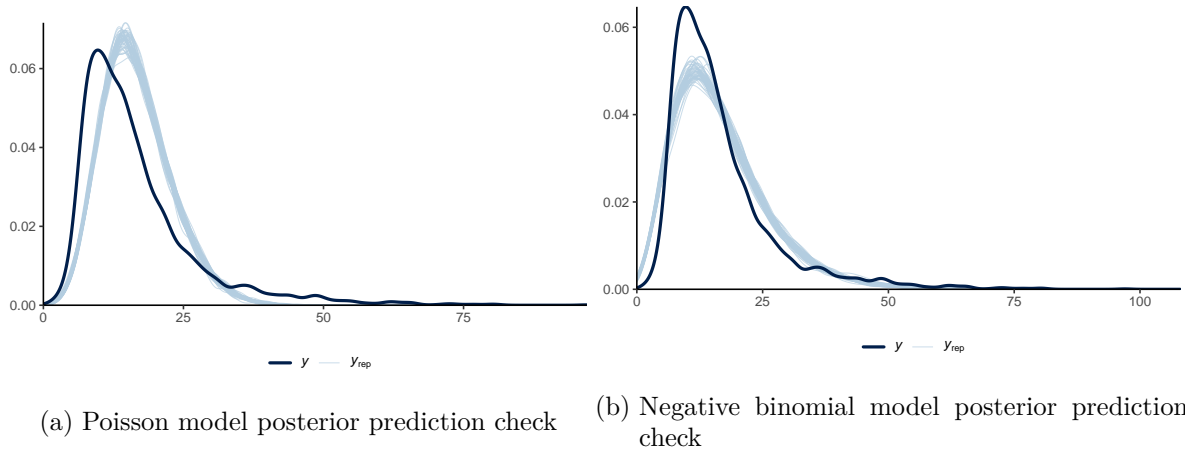 0.06
0.04
0.02
0.00
0 25 50 75
y yrep
(a) Poisson model posterior prediction check
0.06
0.04
0.02
0.00
0 25 50 75 100
y yrep
(b) Negative binomial model posterior prediction
check